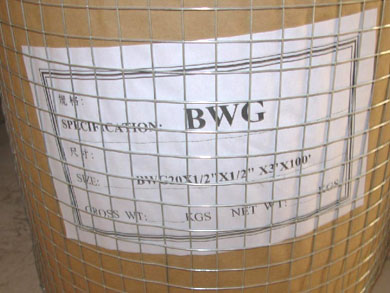 规格:
SPECIFICATION: BWG
尺寸:
SIZE: BWG20X1/2"X1/2" X3'X100'
GROSS WT: KGS NET WT: KGS